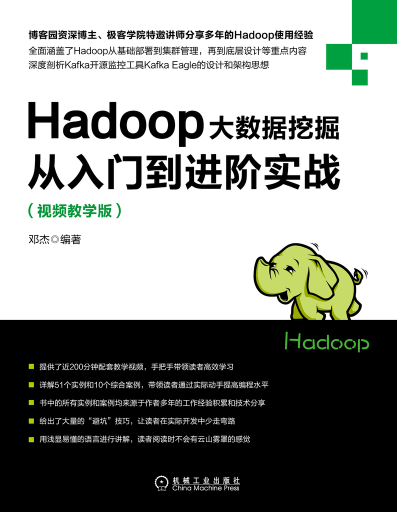 博客园资深博主、极客学院特邀讲师分享多年的Hadoop使用经验
全面涵盖了Hadoop从基础部署到集群管理，再到底层设计等重点内容
深度剖析Kafka开源监控工具Kafka Eagle的设计和架构思想
Hadoop 大数据挖掘
从入门到进阶实战
（视频教学版）
邓杰◎编著
Hadoop
提供了近200分钟配套教学视频，手把手带领读者高效学习
详解51个实例和10个综合案例，带领读者通过实际动手提高编程水平
书中的所有实例和案例均来源于作者多年的工作经验积累和技术分享
给出了大量的“避坑”技巧，让读者在实际开发中少走弯路
用浅显易懂的语言进行讲解，读者阅读时不会有云山雾罩的感觉
机械工业出版社
China Machine Press